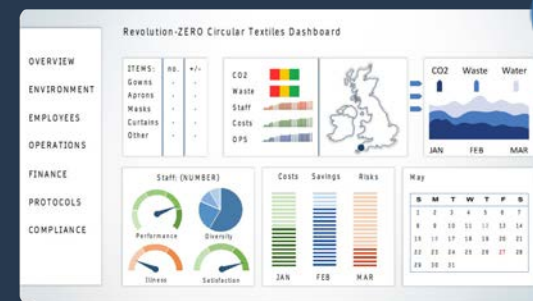 Revolution-ZERO Circular Textiles Dashboard
OVERVIEW
ENVIRONMENT
EMPLOYEES
OPERATIONS
FINANCE
PROTOCOLS
COMPLIANCE
ITEMS: no. +/-
Gowns - -
Aprons - -
Masks - -
Curtains - -
Other - -
CO2
Waste
Staff
Costs
OPS
CO2 Waste Water
JAN FEB MAR
Staff: (NUMBER)
Performance Diversity
Illness Satisfaction
Costs Savings Risks
JAN FEB MAR
May
S M T W T F S
1 2 3 4 5 6 7
8 9 10 11 12 13 14
15 16 17 18 19 20 21
22 23 24 25 26 27 28
29 30 31